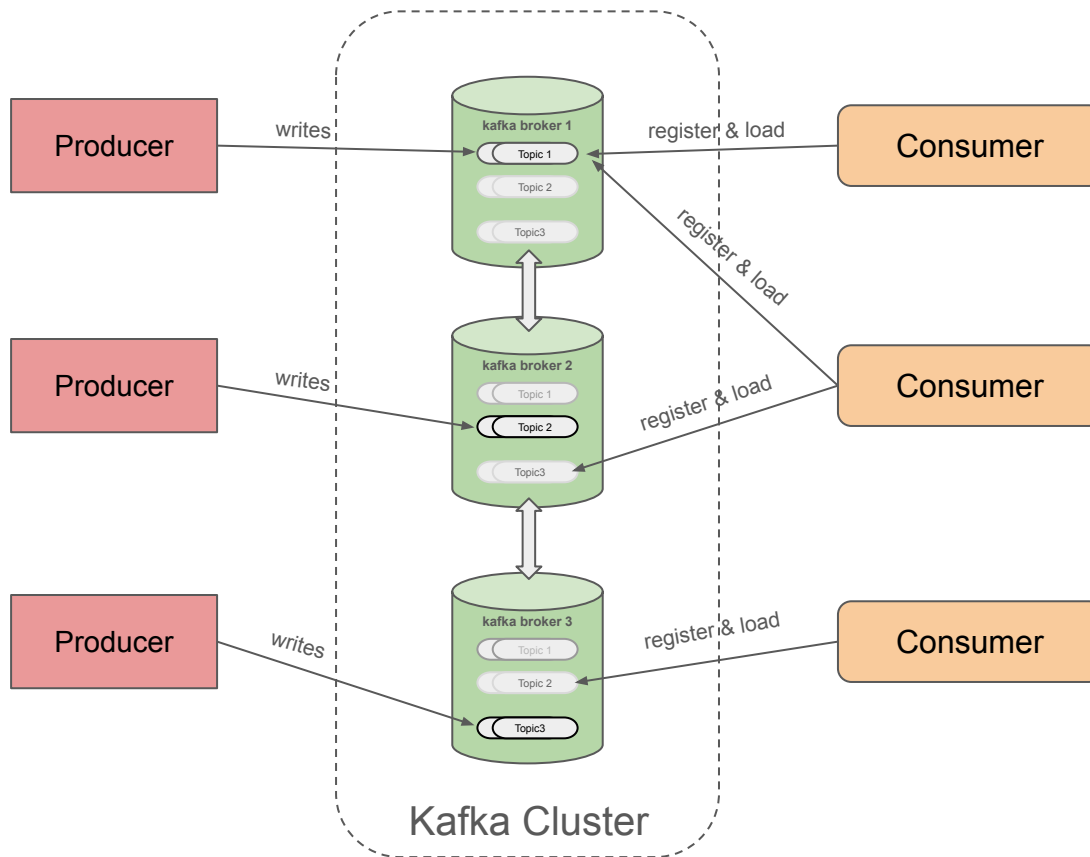 Producer
writes
kafka broker 1
Topic 1
Topic 2
Topic3
register & load
Consumer
register & load
Producer
writes
kafka broker 2
Topic 1
Topic 2
Topic3
register & load
Consumer
Producer
writes
kafka broker 3
Topic 1
Topic 2
Topic3
register & load
Consumer
Kafka Cluster